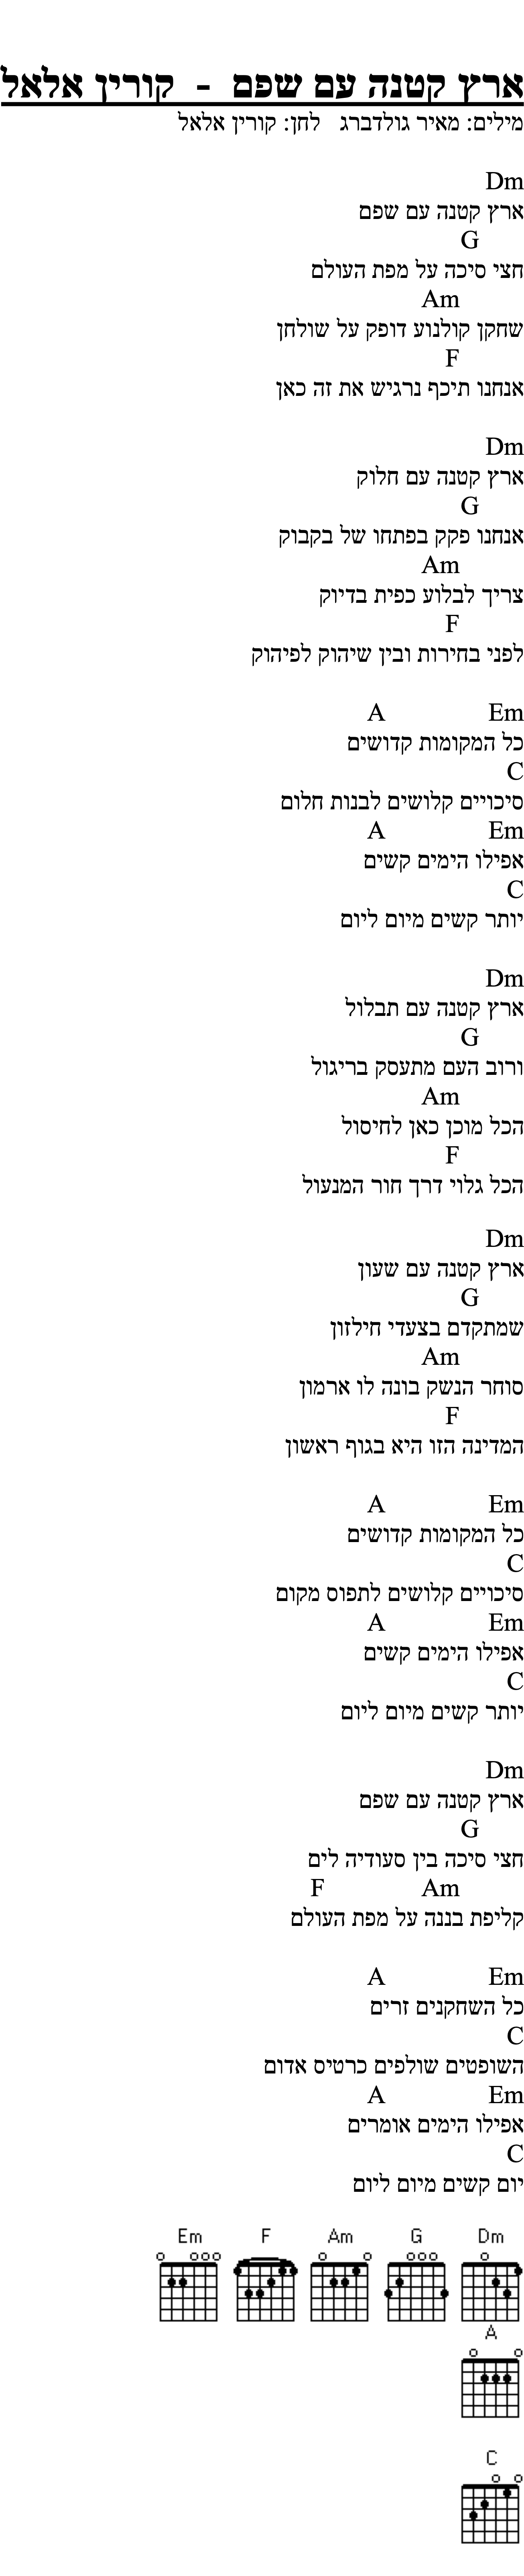 ארץ קטנה עם שפם - קורין אלאל
מילים: מאיר גולדברג לחן: קורין אלאל
Dm
ארץ קטנה עם שפם
G
חצי סיכה על מפת העולם
Am
שחקן קולנוע דופק על שולחן
F
אנחנו תיכף נרגיש את זה כאן
Dm
ארץ קטנה עם חלוק
G
אנחנו פקק בפתחו של בקבוק
Am
צריך לבלוע כפית בדיוק
F
לפני בחירות ובין שיהוק לפיהוק
Em A
כל המקומות קדושים
C
סיכויים קלושים לבנות חלום
Em A
אפילו הימים קשים
C
יותר קשים מיום ליום
Dm
ארץ קטנה עם תבלול
G
ורוב העם מתעסק בריגול
Am
הכל מוכן כאן לחיסול
F
הכל גלוי דרך חור המנעול
Dm
ארץ קטנה עם שעון
G
שמתקדם בצעדי חילזון
Am
סוחר הנשק בונה לו ארמון
F
המדינה הזו היא בגוף ראשון
Em A
כל המקומות קדושים
C
סיכויים קלושים לתפוס מקום
Em A
אפילו הימים קשים
C
יותר קשים מיום ליום
Dm
ארץ קטנה עם שפם
G
חצי סיכה בין סעודיה לים
Am F
קליפת בננה על מפת העולם
Em A
כל השחקנים זרים
C
השופטים שולפים כרטיס אדום
Em A
אפילו הימים אומרים
C
יום קשים מיום ליום
Dm G Am F Em
A
C